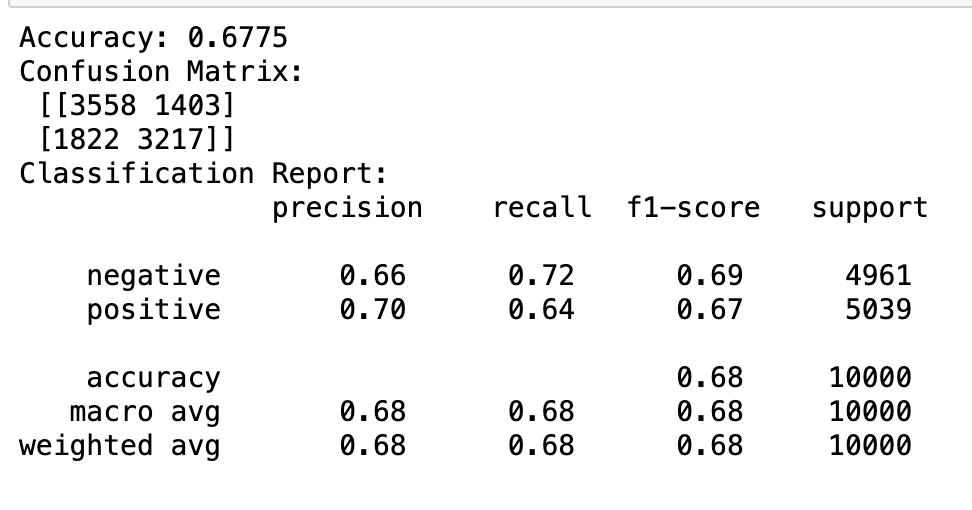 Accuracy: 0.6775
Confusion Matrix:
[[3558 1403]
[1822 3217]]
Classification Report:
precision recall f1-score support
negative 0.66 0.72 0.69 4961
positive 0.70 0.64 0.67 5039
accuracy 0.68 10000
macro avg 0.68 0.68 0.68 10000
weighted avg 0.68 0.68 0.68 10000